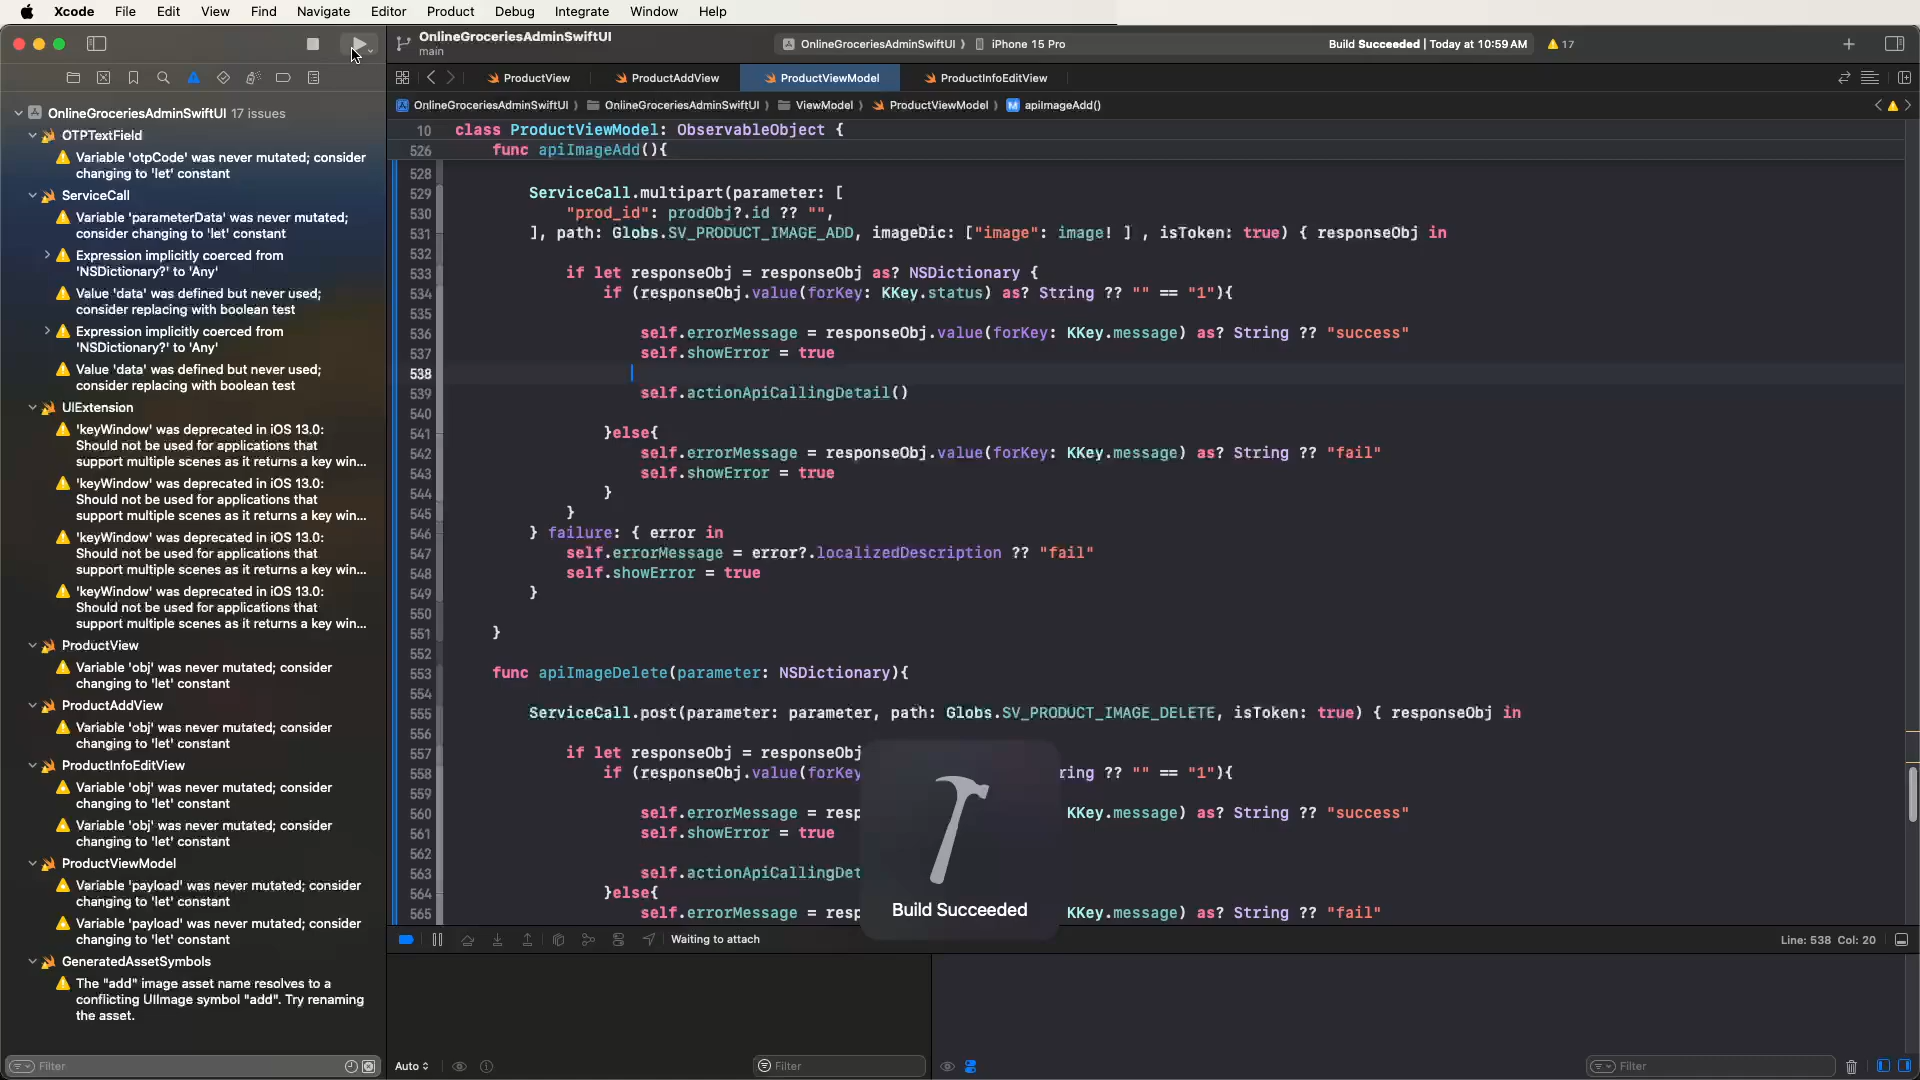 Xcode File Edit View Find Navigate Editor Product Debug Integrate Window Help
OnlineGroceriesAdminSwiftUI
main
OnlineGroceriesAdminSwiftUI iPhone 15 Pro
Build Succeeded | Today at 10:59 AM 17
ProductView ProductAddView ProductViewModel ProductInfoEditView
OnlineGroceriesAdminSwiftUI OnlineGroceriesAdminSwiftUI ViewModel ProductViewModel M apiImageAdd()
OnlineGroceriesAdminSwiftUI 17 issues
OTPTextField
Variable 'otpCode' was never mutated; consider
changing to 'let' constant
ServiceCall
Variable 'parameterData' was never mutated;
consider changing to 'let' constant
Expression implicitly coerced from
'NSDictionary?' to 'Any'
Value 'data' was defined but never used;
consider replacing with boolean test
Expression implicitly coerced from
'NSDictionary?' to 'Any'
Value 'data' was defined but never used;
consider replacing with boolean test
UIExtension
'keyWindow' was deprecated in iOS 13.0:
Should not be used for applications that
support multiple scenes as it returns a key win...
'keyWindow' was deprecated in iOS 13.0:
Should not be used for applications that
support multiple scenes as it returns a key win...
'keyWindow' was deprecated in iOS 13.0:
Should not be used for applications that
support multiple scenes as it returns a key win...
'keyWindow' was deprecated in iOS 13.0:
Should not be used for applications that
support multiple scenes as it returns a key win...
ProductView
Variable 'obj' was never mutated; consider
changing to 'let' constant
ProductAddView
Variable 'obj' was never mutated; consider
changing to 'let' constant
ProductInfoEditView
Variable 'obj' was never mutated; consider
changing to 'let' constant
Variable 'obj' was never mutated; consider
changing to 'let' constant
ProductViewModel
Variable 'payload' was never mutated; consider
changing to 'let' constant
Variable 'payload' was never mutated; consider
changing to 'let' constant
GeneratedAssetSymbols
The "add" image asset name resolves to a
conflicting UIImage symbol "add". Try renaming
the asset.
Filter
10 class ProductViewModel: ObservableObject {
526 func apiImageAdd(){
528
529 ServiceCall.multipart(parameter: [
530 "prod_id": prodObj?.id ?? "",
531 ], path: Globs.SV_PRODUCT_IMAGE_ADD, imageDic: ["image": image! ] , isToken: true) { responseObj in
532
533 if let responseObj = responseObj as? NSDictionary {
534 if (responseObj.value(forKey: KKey.status) as? String ?? "" == "1"){
535
536 self.errorMessage = responseObj.value(forKey: KKey.message) as? String ?? "success"
537 self.showError = true
538
539 self.actionApiCallingDetail()
540
541 }else{
542 self.errorMessage = responseObj.value(forKey: KKey.message) as? String ?? "fail"
543 self.showError = true
544 }
545 }
546 } failure: { error in
547 self.errorMessage = error?.localizedDescription ?? "fail"
548 self.showError = true
549 }
550
551 }
552
553 func apiImageDelete(parameter: NSDictionary){
554
555 ServiceCall.post(parameter: parameter, path: Globs.SV_PRODUCT_IMAGE_DELETE, isToken: true) { responseObj in
556
557 if let responseObj = responseObj
558 if (responseObj.value(forKey ring ?? "" == "1"){
559
560 self.errorMessage = resp KKey.message) as? String ?? "success"
561 self.showError = true
562
563 self.actionApiCallingDet
564 }else{
565 self.errorMessage = resp KKey.message) as? String ?? "fail"
Build Succeeded
Waiting to attach
Line: 538 Col: 20
Auto Filter Filter